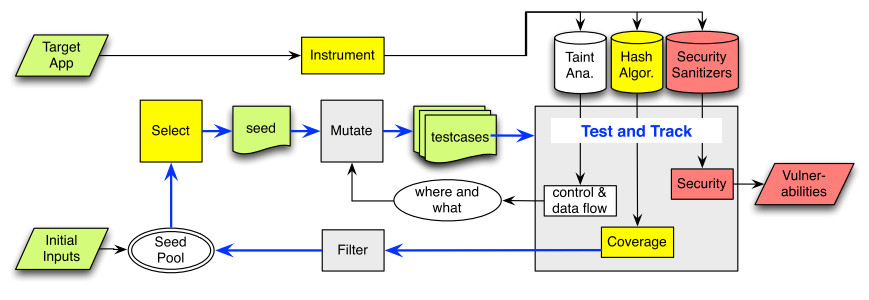 Target
App
Instrument
Taint
Ana.
Hash
Algor.
Security
Sanitizers
Select
seed
Mutate
testcases
Test and Track
where and
what
control &
data flow
Security
Vulner-
abilities
Initial
Inputs
Seed
Pool
Filter
Coverage